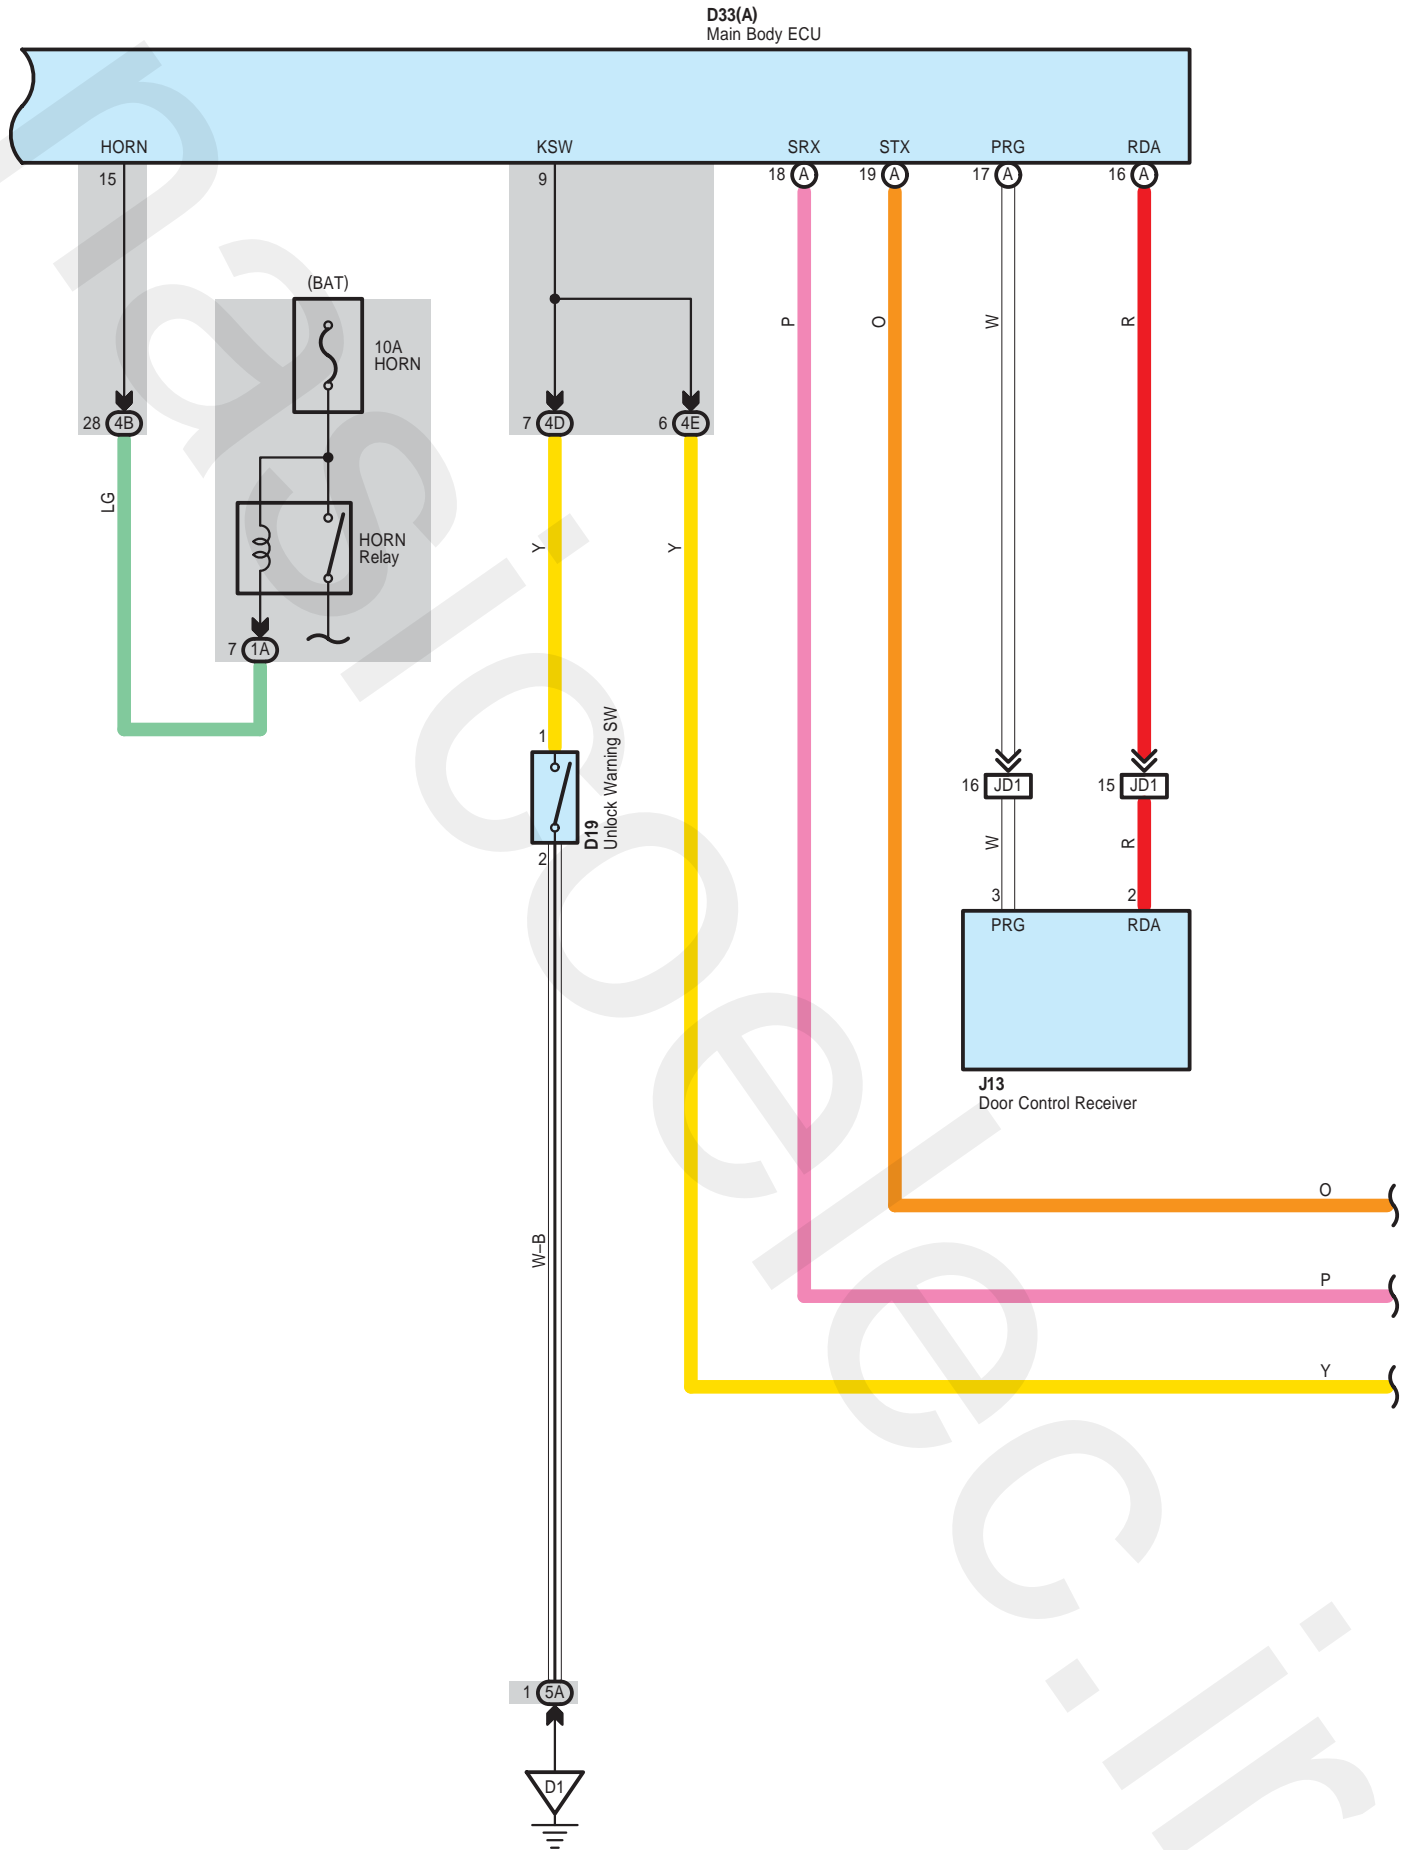 D33(A)
Main Body ECU
HORN
KSW
SRX
STX
PRG
RDA
15
9
18 A
19 A
17 A
16 A
(BAT)
10A
HORN
P
O
W
R
28 4B
7 4D
6 4E
LG
Y
Y
HORN
Relay
7 1A
1
D19
Unlock Warning SW
2
16 JD1
15 JD1
W
R
3
2
PRG
RDA
J13
Door Control Receiver
O
W–B
P
Y
1 5A
D1
nasicoelec.ir